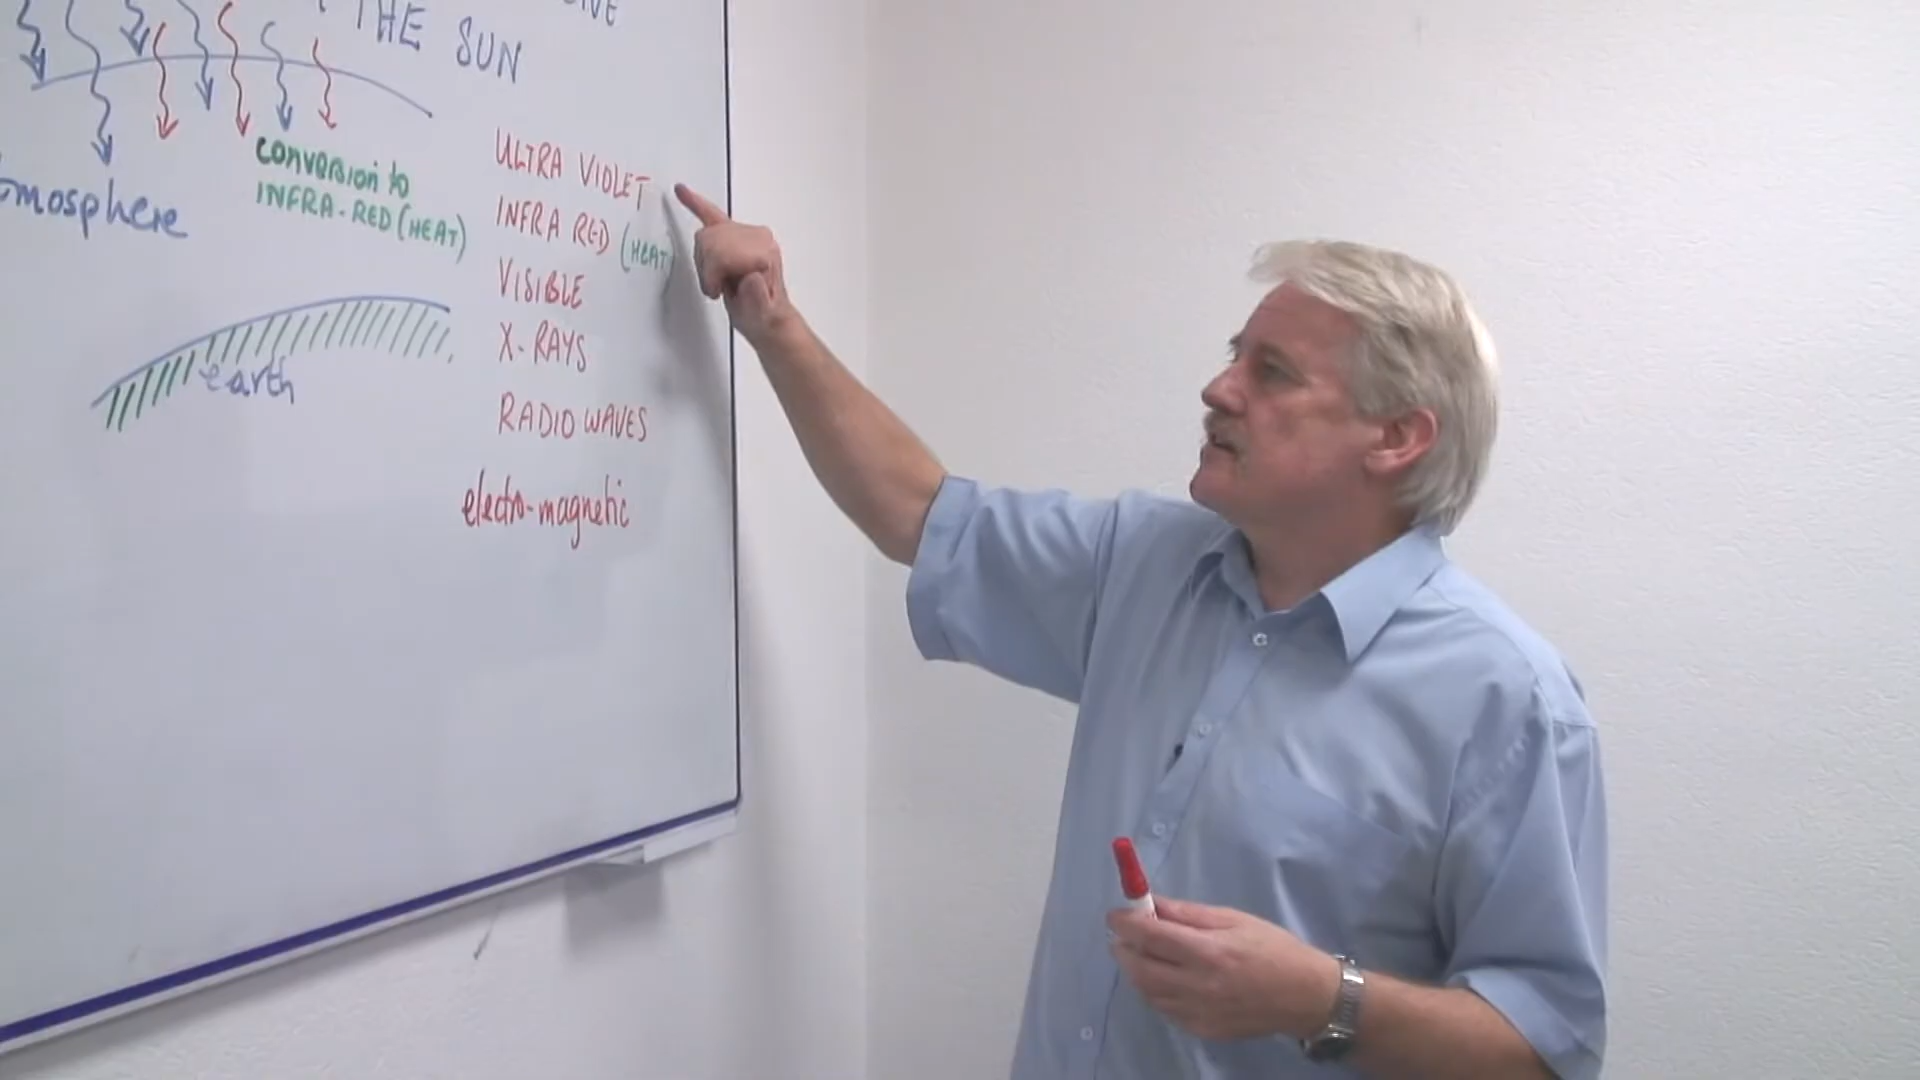 THE SUN
conversion to
INFRA-RED (HEAT)
earth
ULTRA VIOLET
INFRA RED (HEAT
VISIBLE
X-RAYS
RADIO WAVES
electro-magnetic